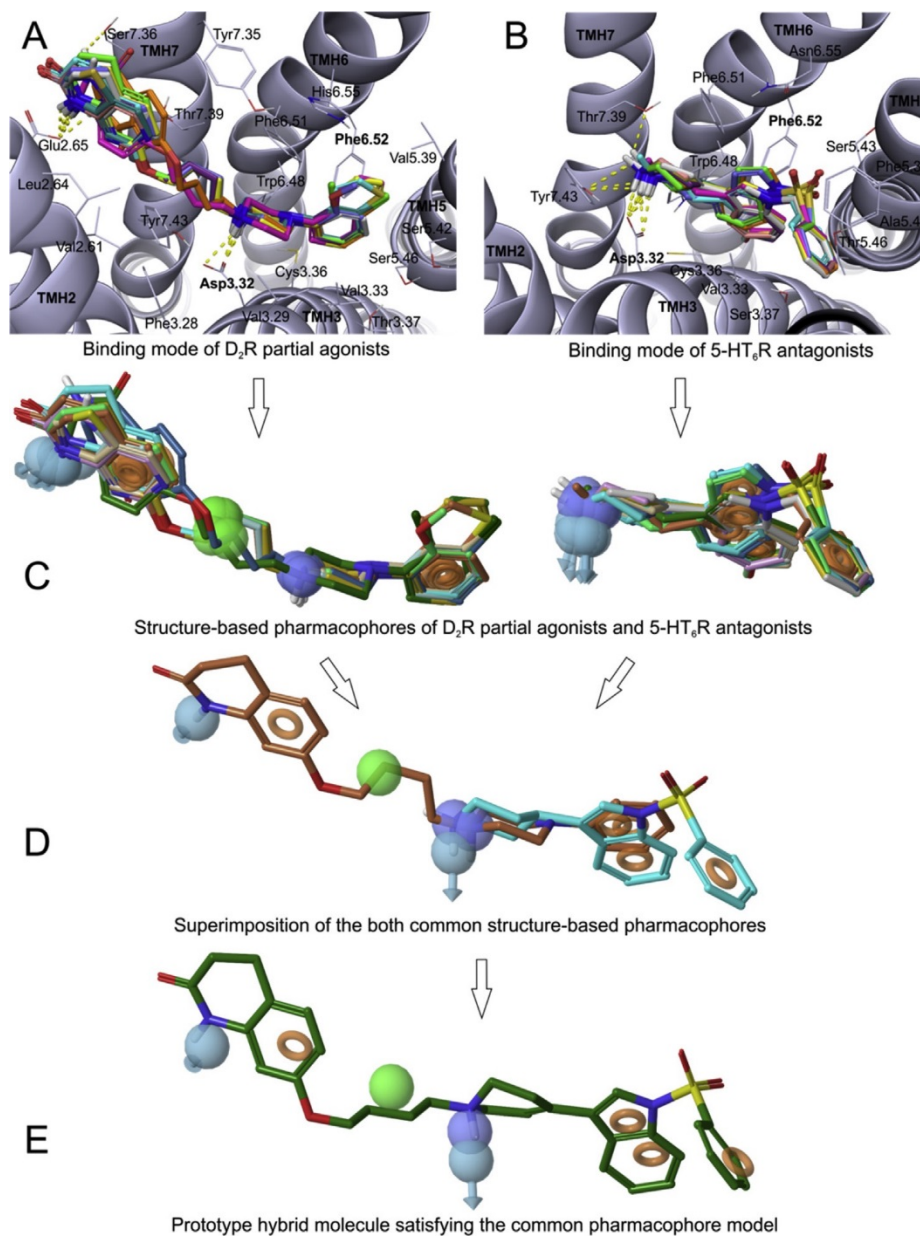 A
Ser7.36
TMH7
Tyr7.35
TMH6
His6.55
Thr7.39
Phe6.51
Phe6.52
Glu2.65
Val5.39
Leu2.64
Trp6.48
TMH5
Tyr7.43
Ser5.42
Val2.61
Ser5.46
Cys3.36
Asp3.32
TMH2
Val3.33
Phe3.28
Val3.29
TMH3
Thr3.37
Binding mode of D₂R partial agonists
B
TMH7
TMH6
Asn6.55
Phe6.51
Thr7.39
Phe6.52
TMH
Ser5.43
Trp6.48
Tyr7.43
Thr5.46
TMH2
Asp3.32
Cys3.36
Val3.33
TMH3
Ser3.37
Binding mode of 5-HT₆R antagonists
C
Structure-based pharmacophores of D₂R partial agonists and 5-HT₆R antagonists
D
Superimposition of the both common structure-based pharmacophores
E
Prototype hybrid molecule satisfying the common pharmacophore model